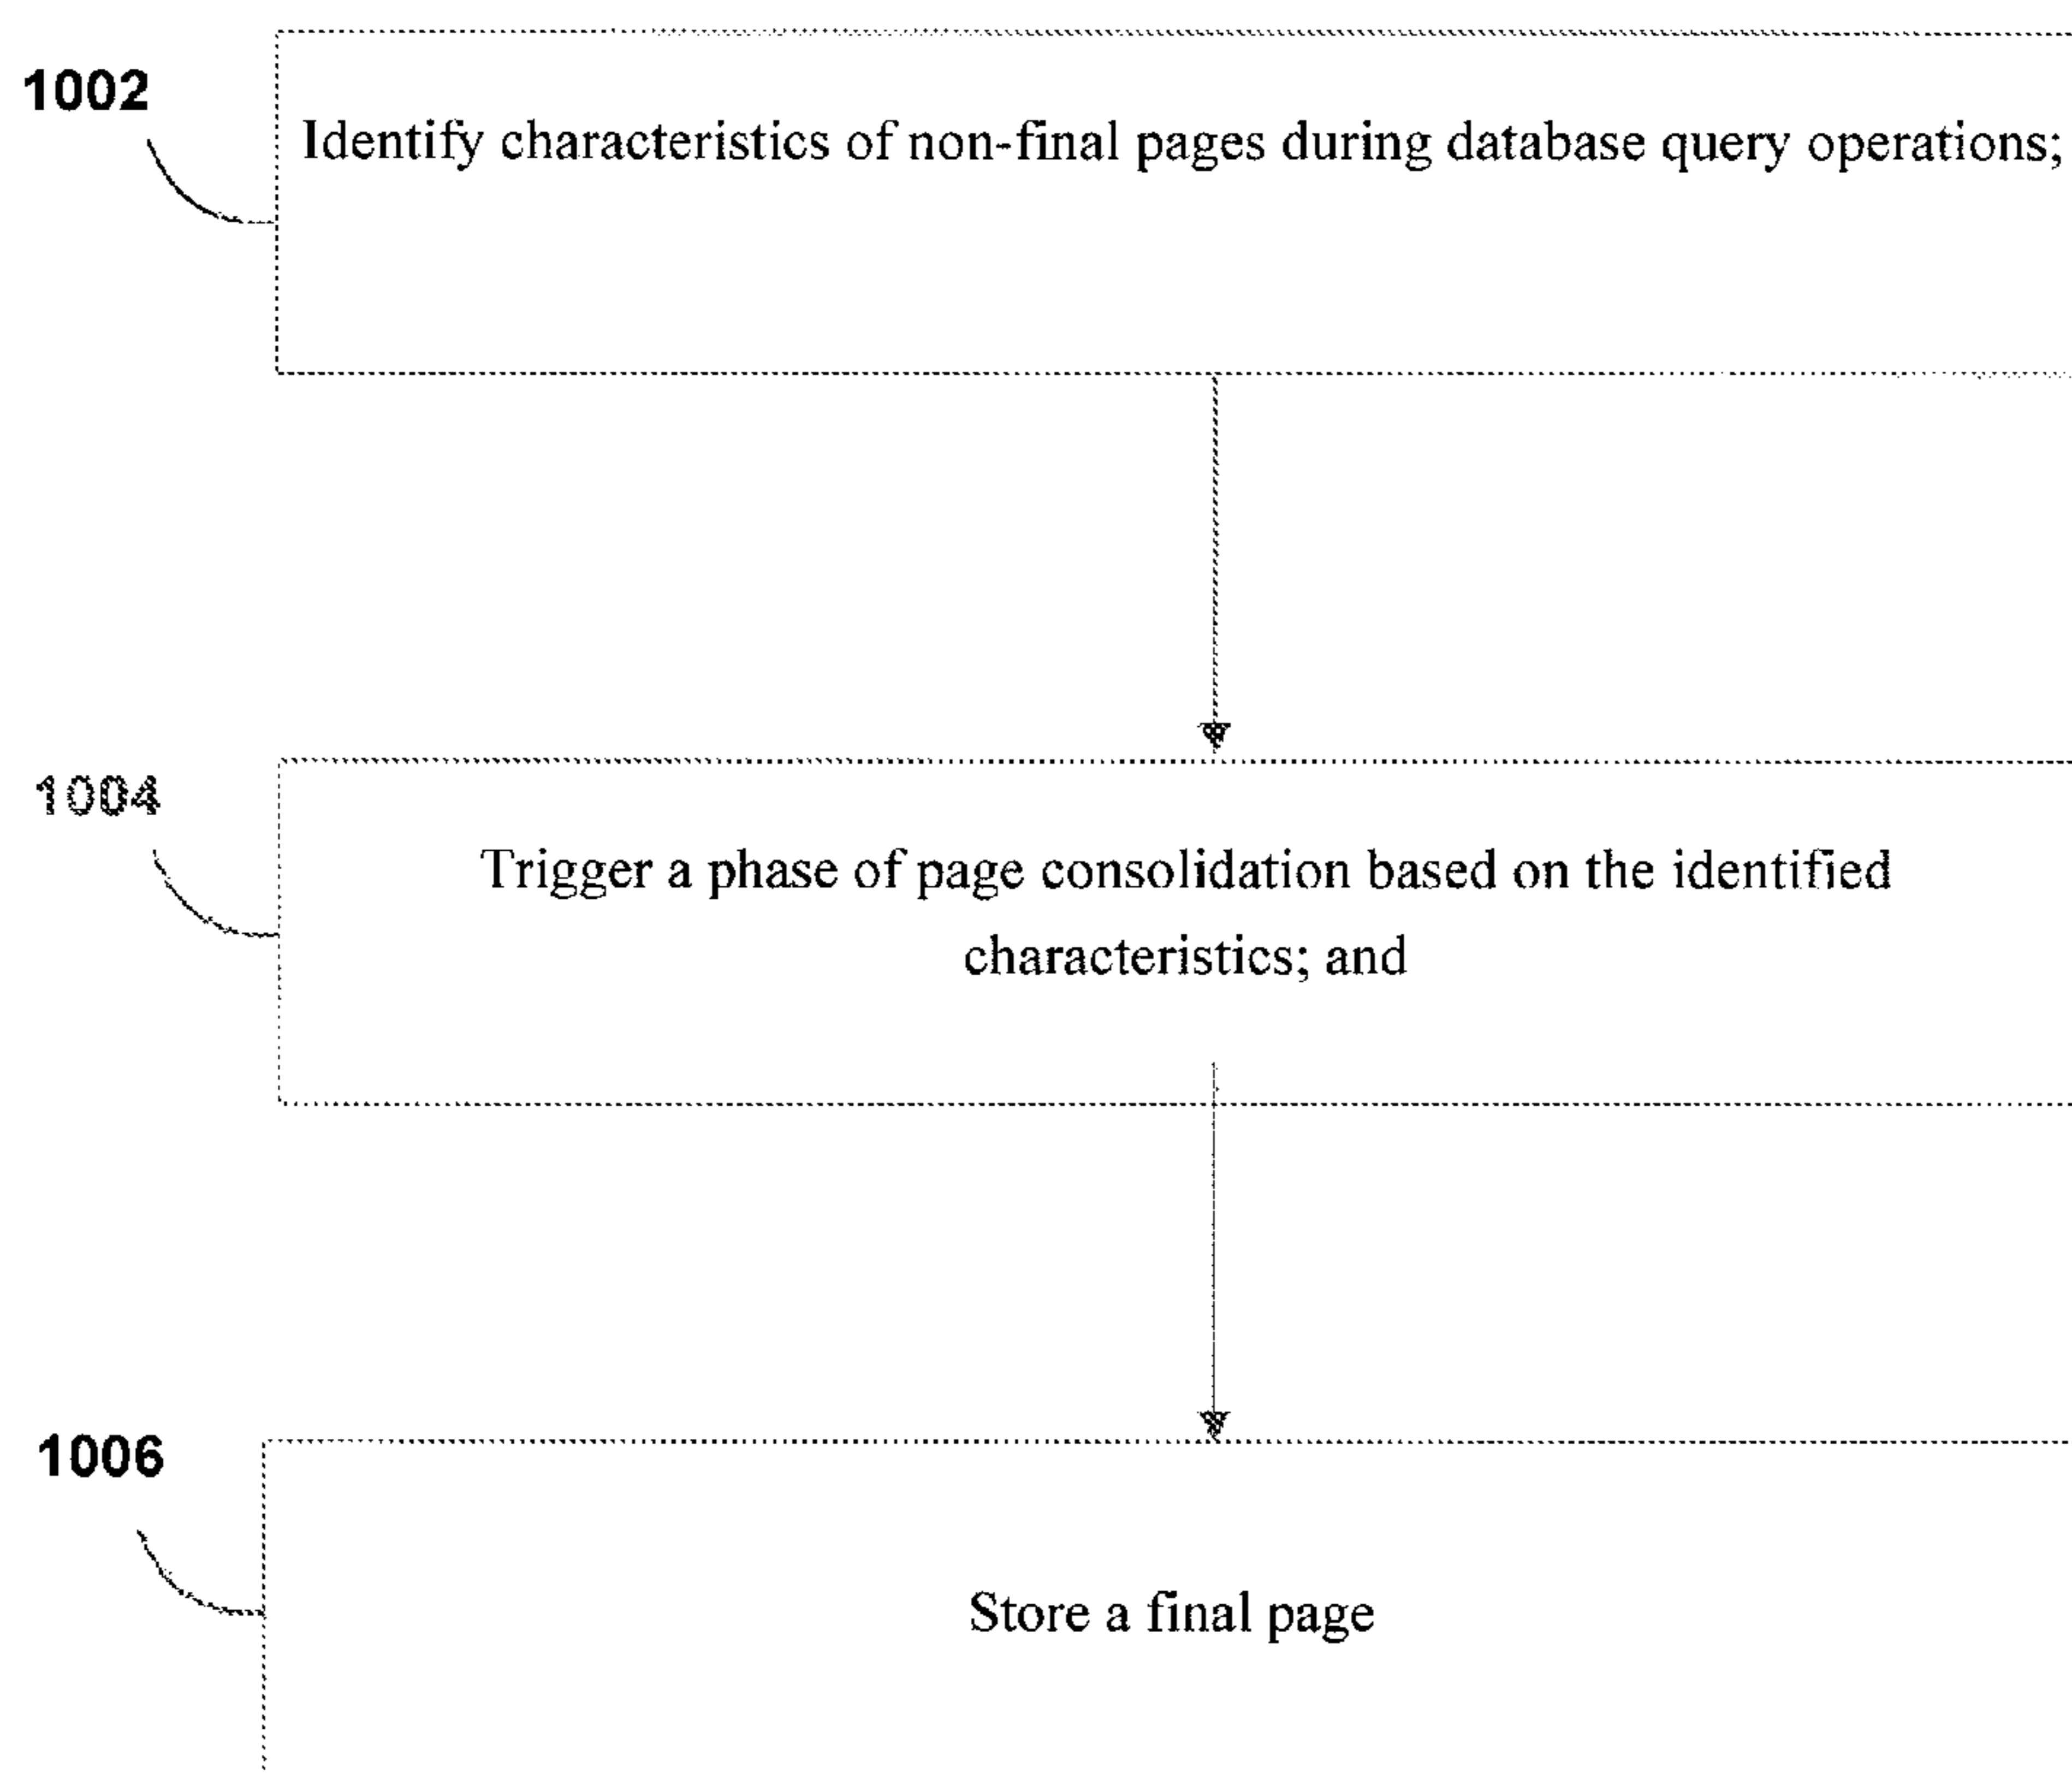 1002
Identify characteristics of non-final pages during database query operations;
1004
Trigger a phase of page consolidation based on the identified
characteristics; and
1006
Store a final page